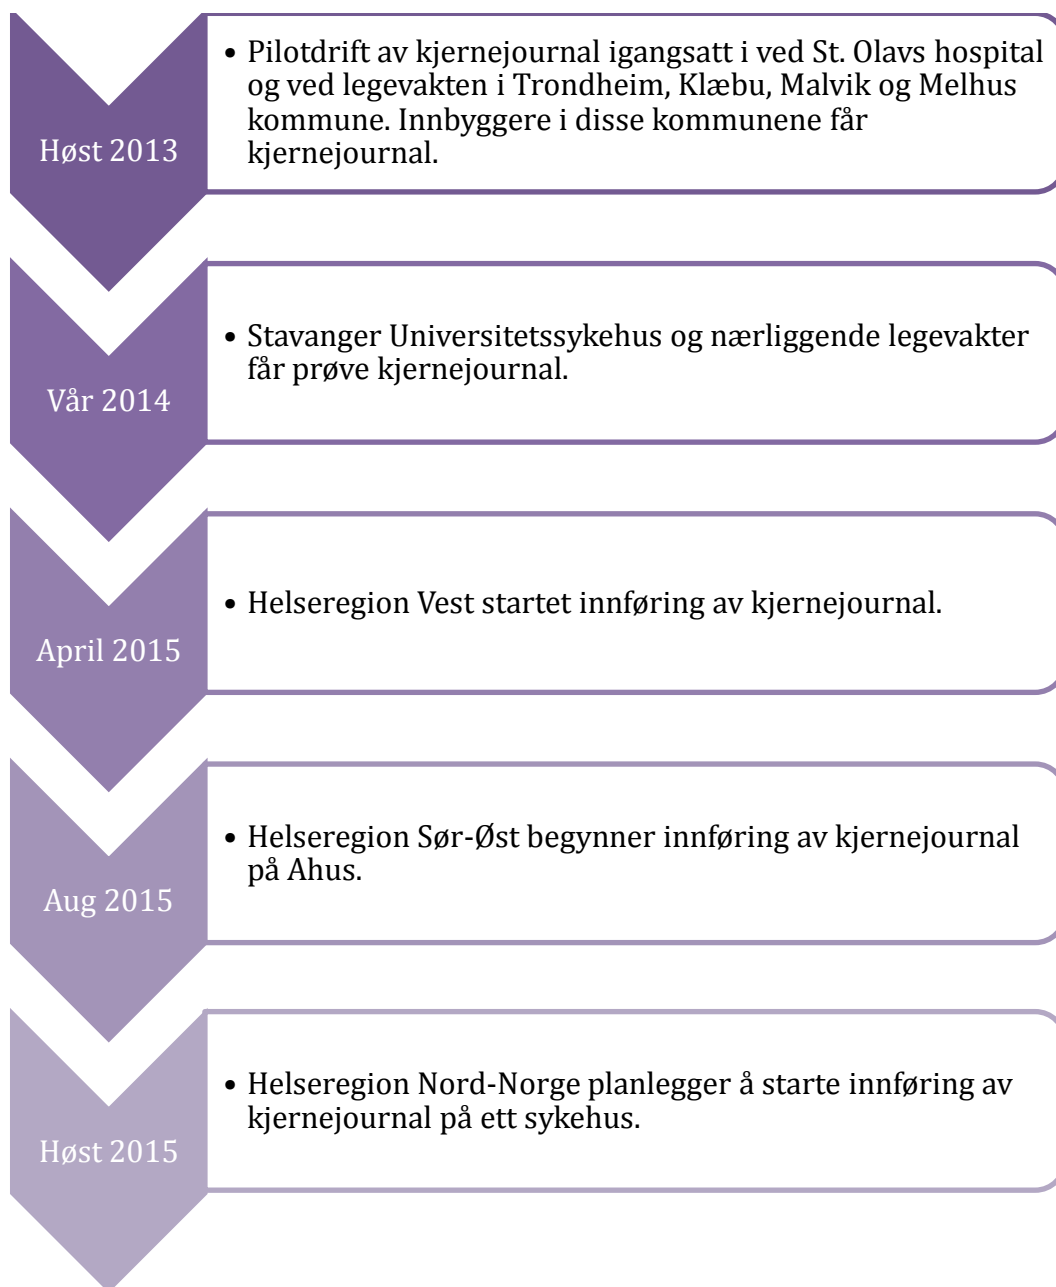 Høst 2013
• Pilotdrift av kjernejournal igangsatt i ved St. Olavs hospital
og ved legevakten i Trondheim, Klæbu, Malvik og Melhus
kommune. Innbyggere i disse kommunene får
kjernejournal.
Vår 2014
• Stavanger Universitetssykehus og nærliggende legevakter
får prøve kjernejournal.
April 2015
• Helseregion Vest startet innføring av kjernejournal.
Aug 2015
• Helseregion Sør-Øst begynner innføring av kjernejournal
på Ahus.
Høst 2015
• Helseregion Nord-Norge planlegger å starte innføring av
kjernejournal på ett sykehus.